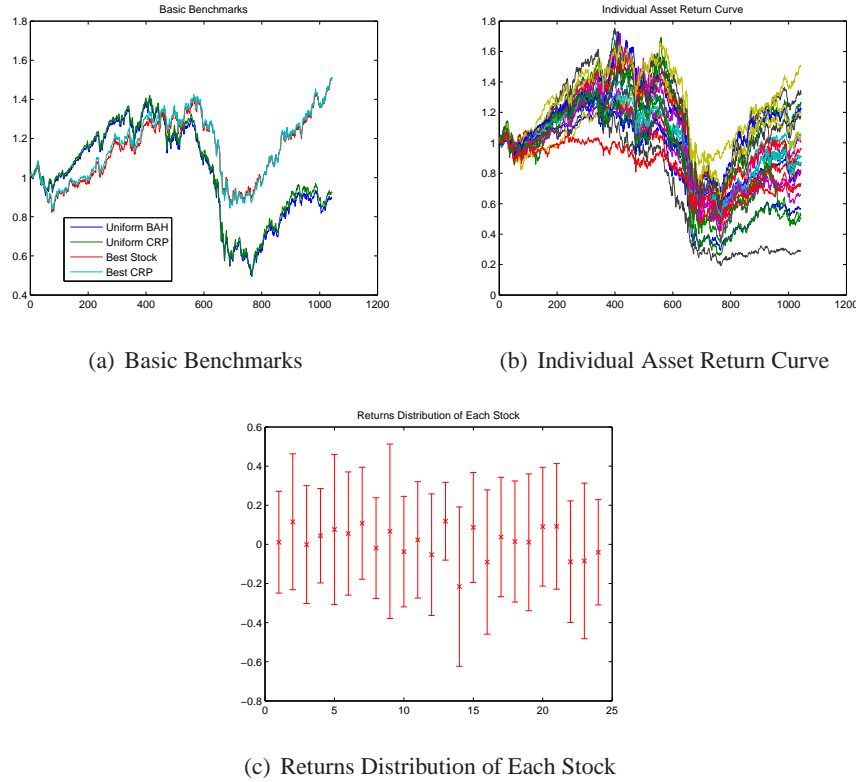 Basic Benchmarks
1.8
1.6
1.4
1.2
1
0.8
0.6
0.4
0 200 400 600 800 1000 1200
Uniform BAH
Uniform CRP
Best Stock
Best CRP
(a) Basic Benchmarks
Individual Asset Return Curve
1.8
1.6
1.4
1.2
1
0.8
0.6
0.4
0.2
0
0 200 400 600 800 1000 1200
(b) Individual Asset Return Curve
Returns Distribution of Each Stock
0.6
0.4
0.2
0
−0.2
−0.4
−0.6
−0.8
0 5 10 15 20 25
(c) Returns Distribution of Each Stock